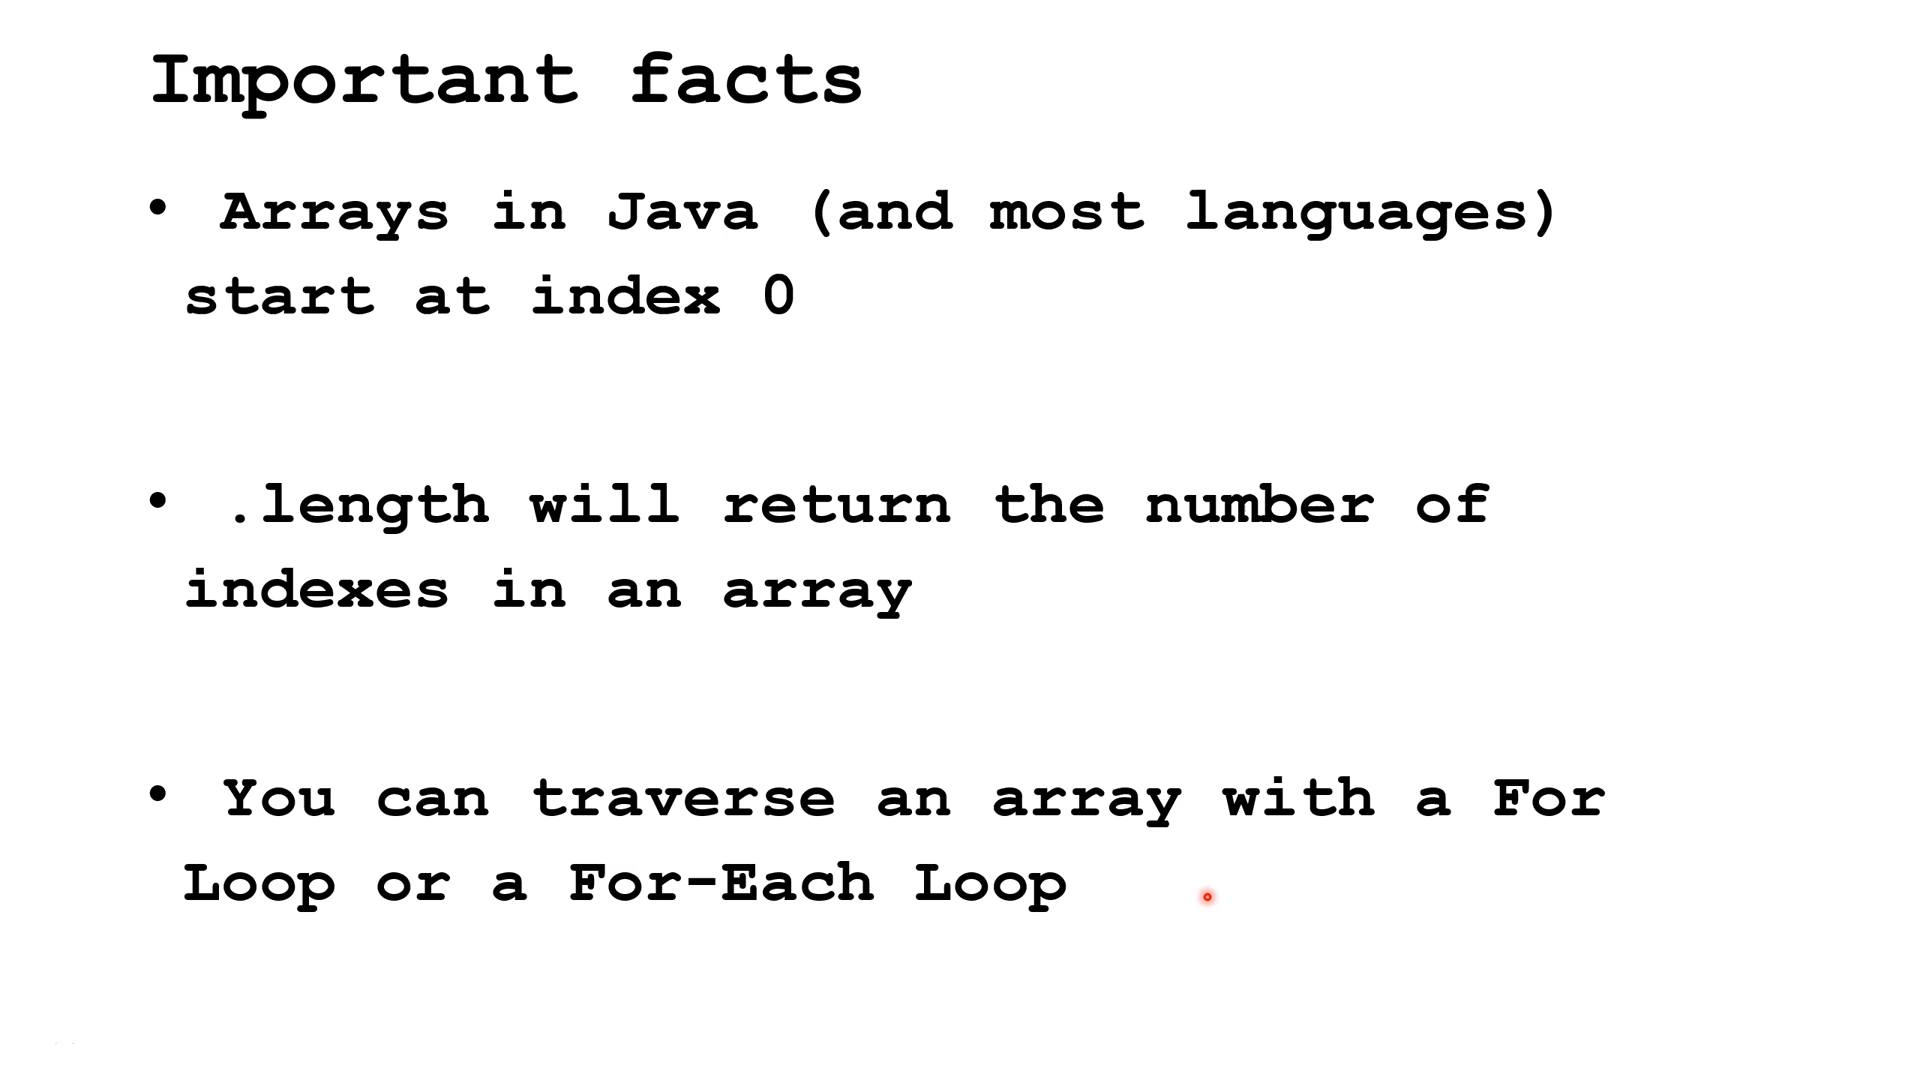 Important facts
• Arrays in Java (and most languages)
start at index 0
• .length will return the number of
indexes in an array
• You can traverse an array with a For
Loop or a For-Each Loop